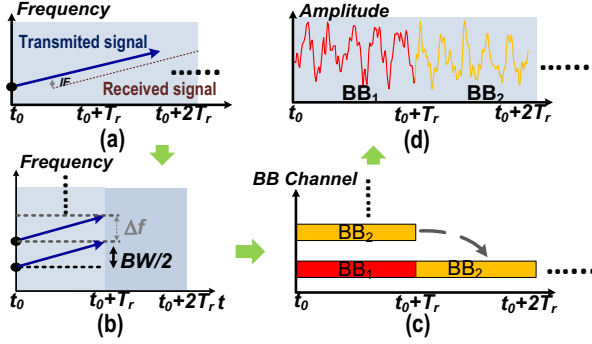 Frequency
Transmited signal
IF
Received signal
t0 t0+Tr t0+2Tr t
(a)
Amplitude
BB1 BB2
t0 t0+Tr t0+2Tr
(d)
Frequency
Δf
BW/2
t0 t0+Tr t0+2Tr t
(b)
BB Channel
BB2
BB1 BB2
t0 t0+Tr t0+2Tr
(c)